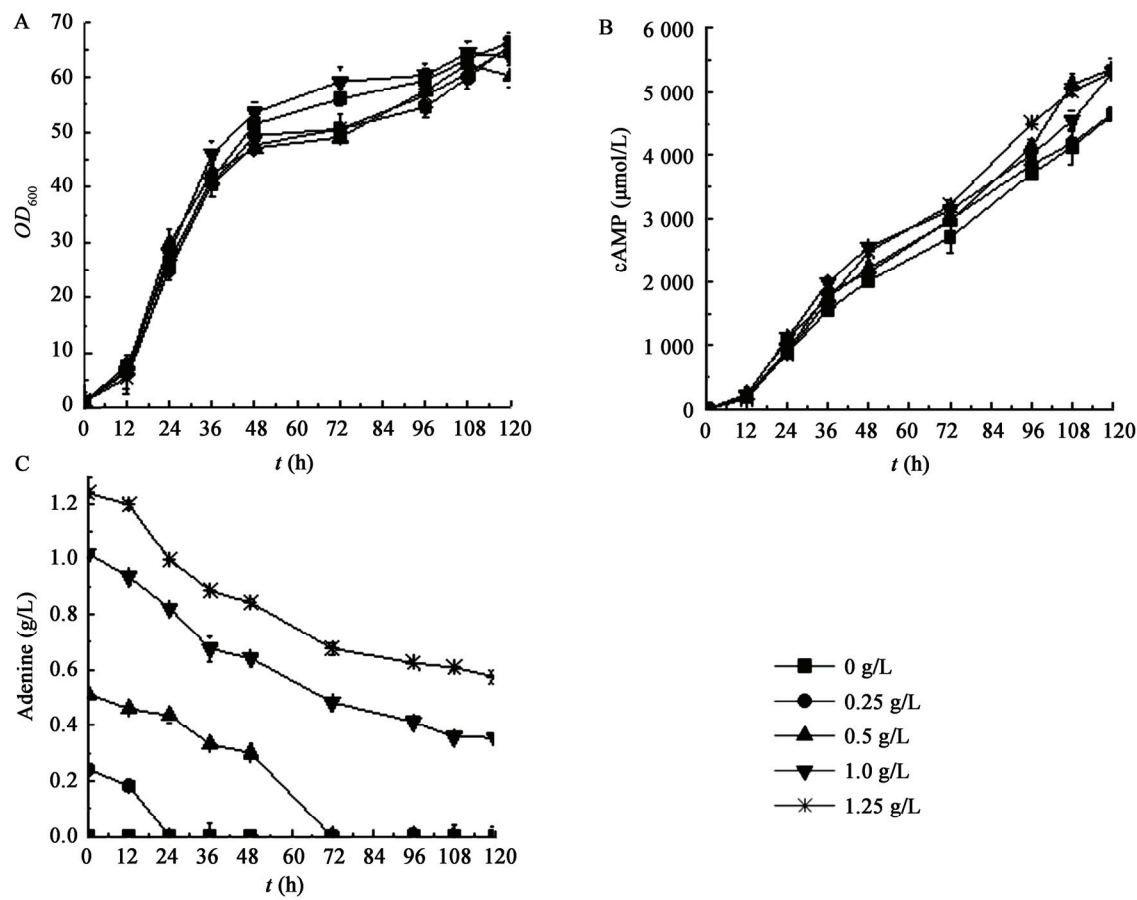 A
70
60
50
40
30
20
10
0
OD600
0 12 24 36 48 60 72 84 96 108 120
t (h)
B
6 000
5 000
4 000
3 000
2 000
1 000
0
cAMP (μmol/L)
0 12 24 36 48 60 72 84 96 108 120
t (h)
C
1.2
1.0
0.8
0.6
0.4
0.2
0.0
Adenine (g/L)
0 12 24 36 48 60 72 84 96 108 120
t (h)
0 g/L
0.25 g/L
0.5 g/L
1.0 g/L
1.25 g/L